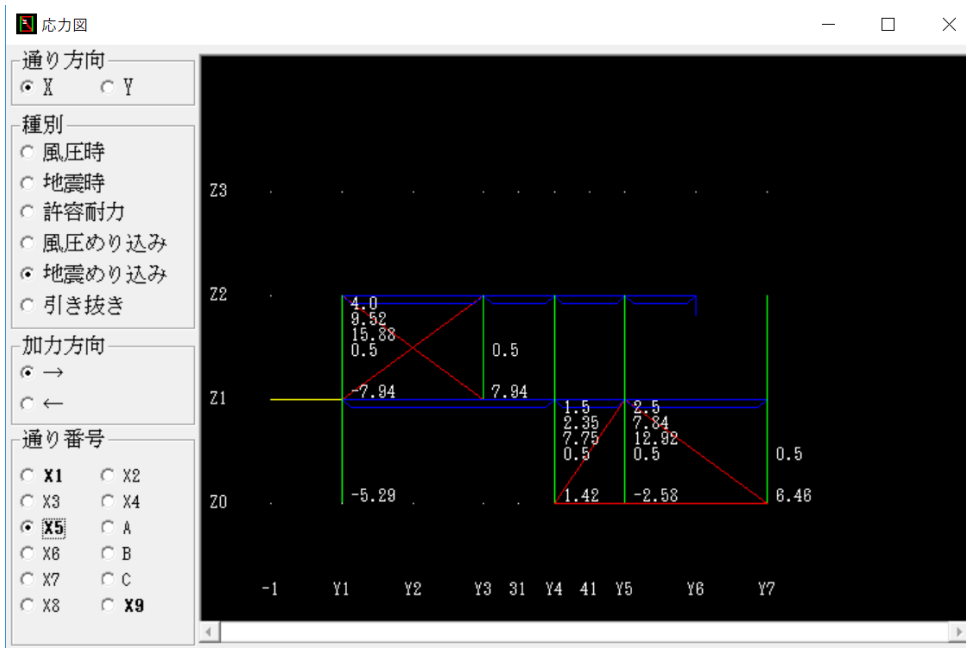 応力図
通り方向
X Y
種別
風圧時
地震時
許容耐力
風圧めり込み
地震めり込み
引き抜き
加力方向
→
←
通り番号
X1 X2
X3 X4
X5 A
X6 B
X7 C
X8 X9
Z3
Z2
4.0
9.52
15.88
0.5 0.5
Z1 -7.94 7.94
1.5 2.5
2.35 7.84
7.75 12.92
0.5 0.5 0.5
Z0 -5.29 1.42 -2.58 6.46
-1 Y1 Y2 Y3 31 Y4 41 Y5 Y6 Y7